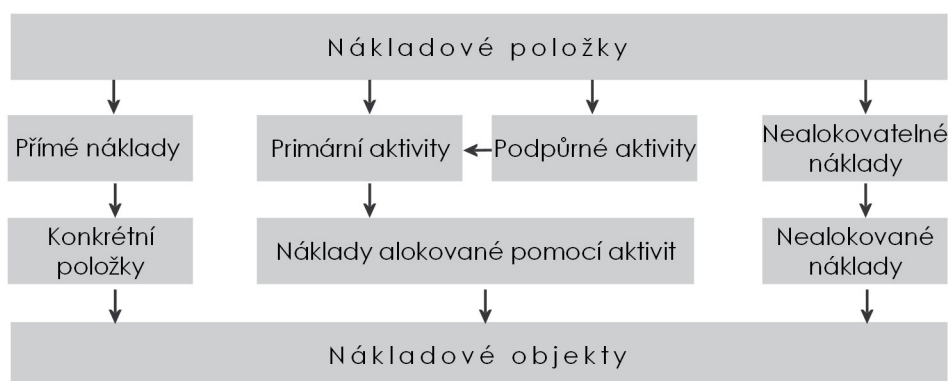 Nákladové položky
Přímé náklady
Primární aktivity
Podpůrné aktivity
Nealokovatelné
náklady
Konkrétní
položky
Náklady alokované pomocí aktivit
Nealokované
náklady
Nákladové objekty